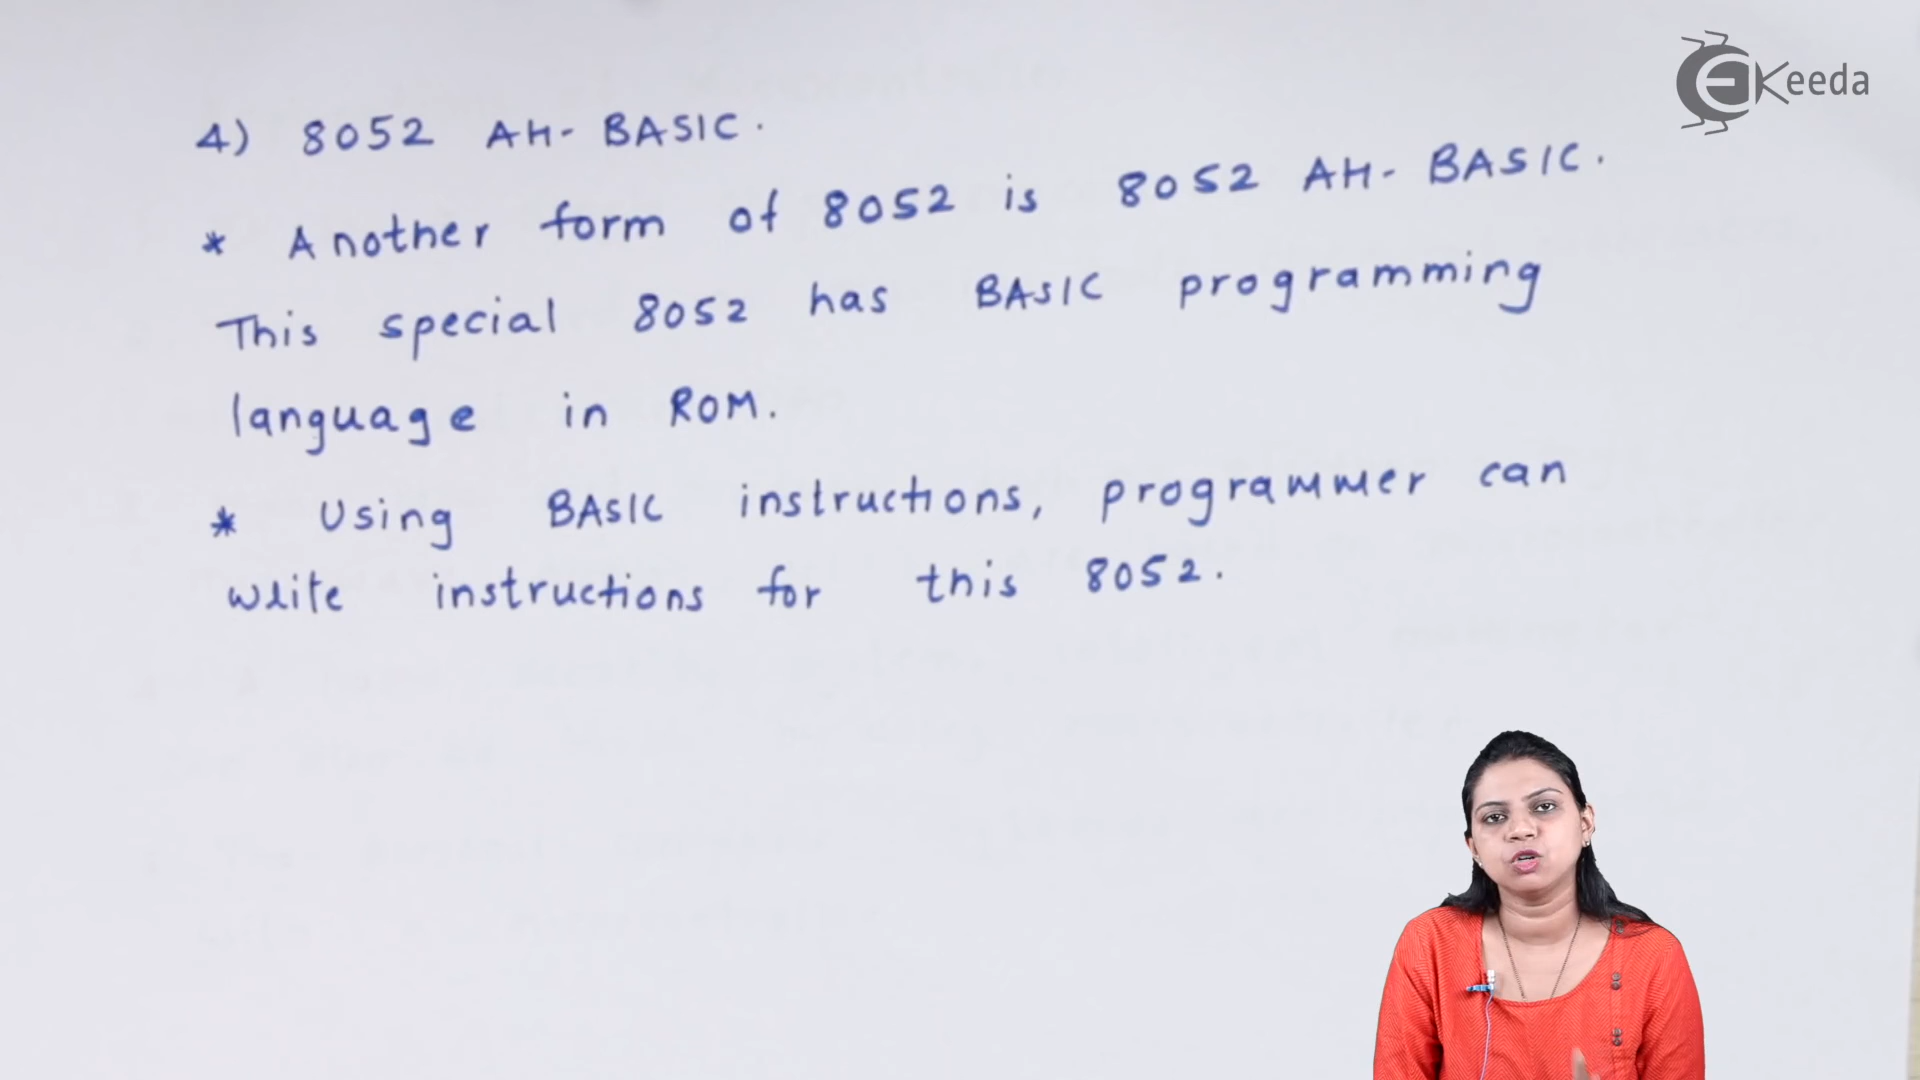 Keeda
4) 8052 AH- BASIC.
* Another form of 8052 is 8052 AH- BASIC.
This special 8052 has BASIC programming
language in ROM.
* Using BASIC instructions, programmer can
write instructions for this 8052.